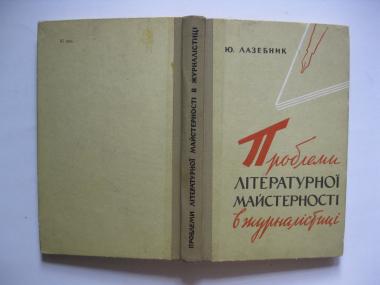 Ю. ЛАЗЕБНИК
Проблеми
ЛІТЕРАТУРНОЇ
МАЙСТЕРНОСТІ
в журналістиці
ПРОБЛЕМИ ЛІТЕРАТУРНОЇ МАЙСТЕРНОСТІ В ЖУРНАЛІСТИЦІ